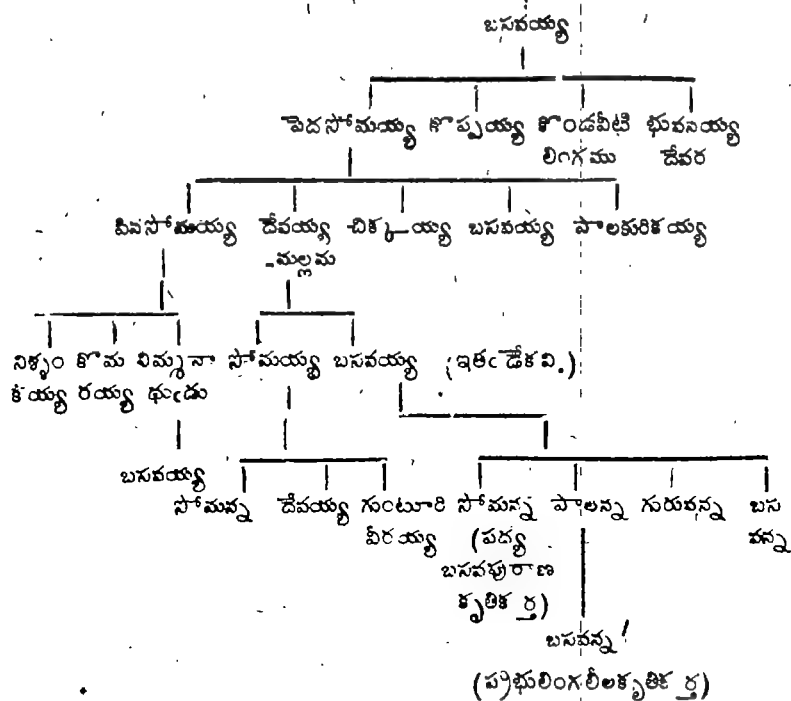 బసవయ్య
పెదసోమయ్య కొప్పయ్య కొండవీటి భువనయ్య
లింగము దేవర
పినసోమయ్య దేవయ్య చిక్కయ్య బసవయ్య పాలకురికయ్య
-మల్లమ
నిశ్శం కొమ విమ్మనా సోమయ్య బసవయ్య (ఇతఁడేకవి.)
కయ్య రయ్య థుఁడు
బసవయ్య
సోమన్న దేవయ్య గుంటూరి సోమన్న పాలన్న గురువన్న బస
వీరయ్య (పద్య వన్న
బసవపురాణ
కృతికర్త)
బసవన్న
(ప్రభులింగలీలకృతికర్త)